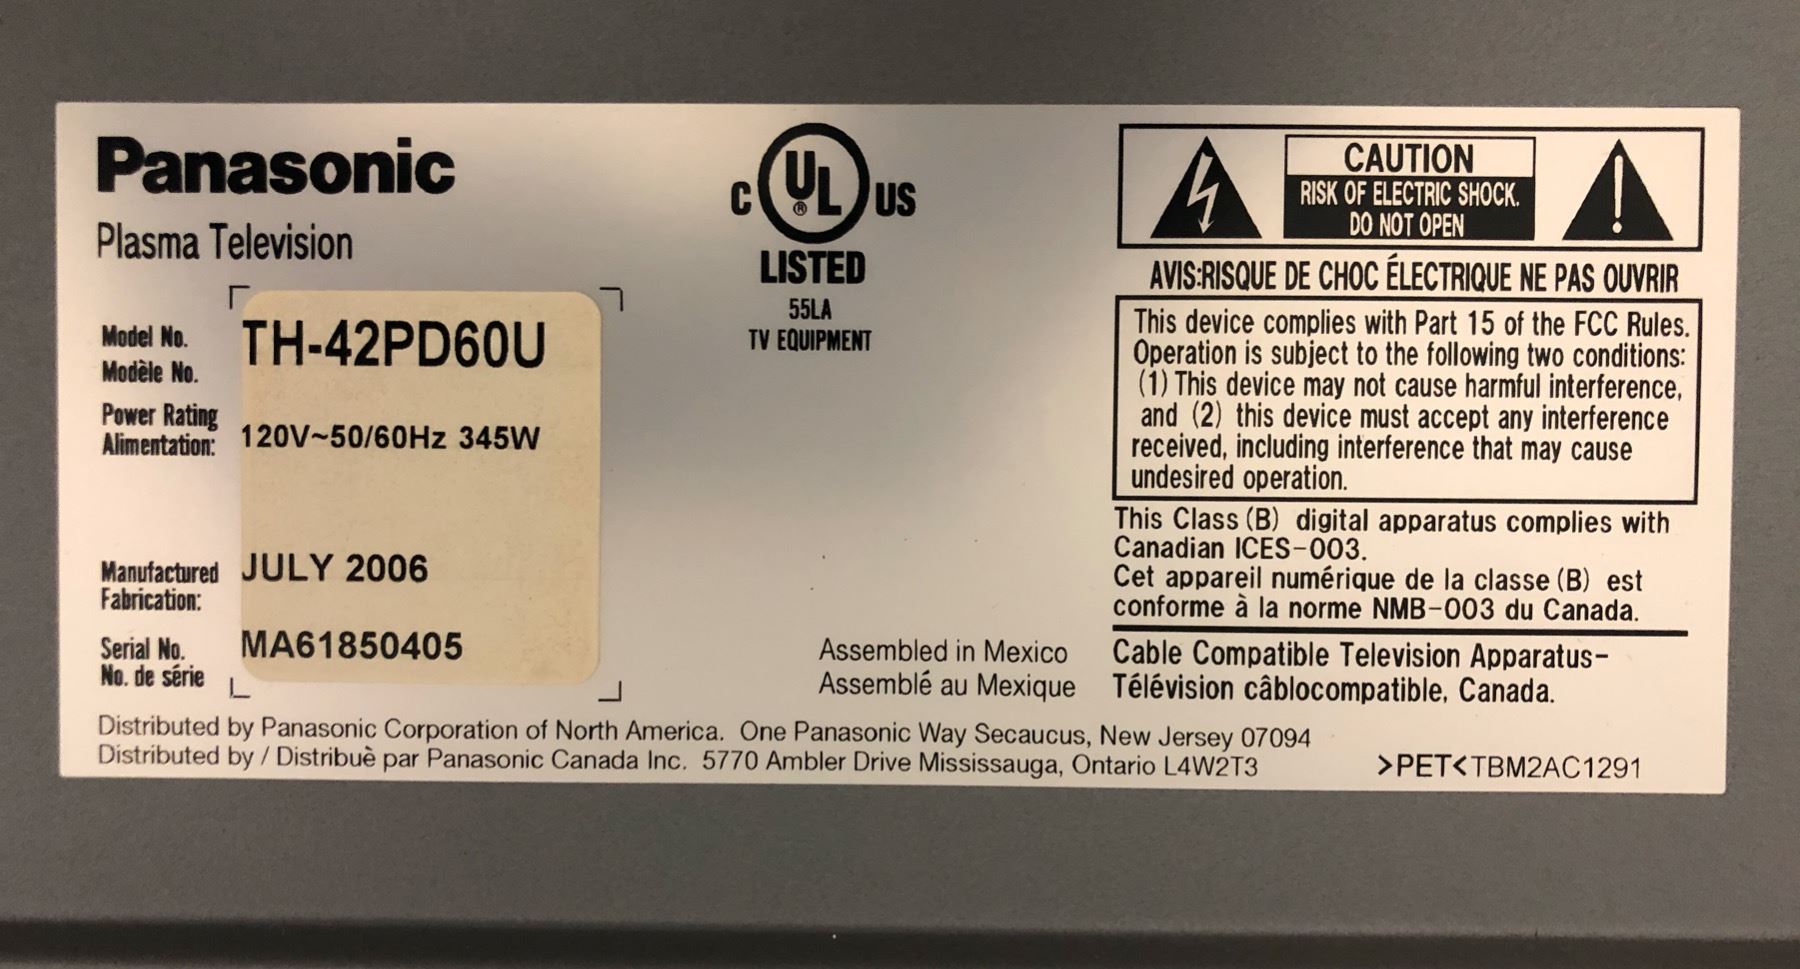 Panasonic
Plasma Television
Model No.
Modèle No.
TH-42PD60U
Power Rating
Alimentation:
120V~50/60Hz 345W
Manufactured
Fabrication:
JULY 2006
Serial No.
No. de série
MA61850405
C UL ® US
LISTED
55LA
TV EQUIPMENT
Assembled in Mexico
Assemblé au Mexique
CAUTION
RISK OF ELECTRIC SHOCK.
DO NOT OPEN
AVIS:RISQUE DE CHOC ÉLECTRIQUE NE PAS OUVRIR
This device complies with Part 15 of the FCC Rules.
Operation is subject to the following two conditions:
(1) This device may not cause harmful interference,
and (2) this device must accept any interference
received, including interference that may cause
undesired operation.
This Class (B) digital apparatus complies with
Canadian ICES-003.
Cet appareil numérique de la classe (B) est
conforme à la norme NMB-003 du Canada.
Cable Compatible Television Apparatus-
Télévision câblocompatible, Canada.
Distributed by Panasonic Corporation of North America. One Panasonic Way Secaucus, New Jersey 07094
Distributed by / Distribuè par Panasonic Canada Inc. 5770 Ambler Drive Mississauga, Ontario L4W2T3
>PET<TBM2AC1291